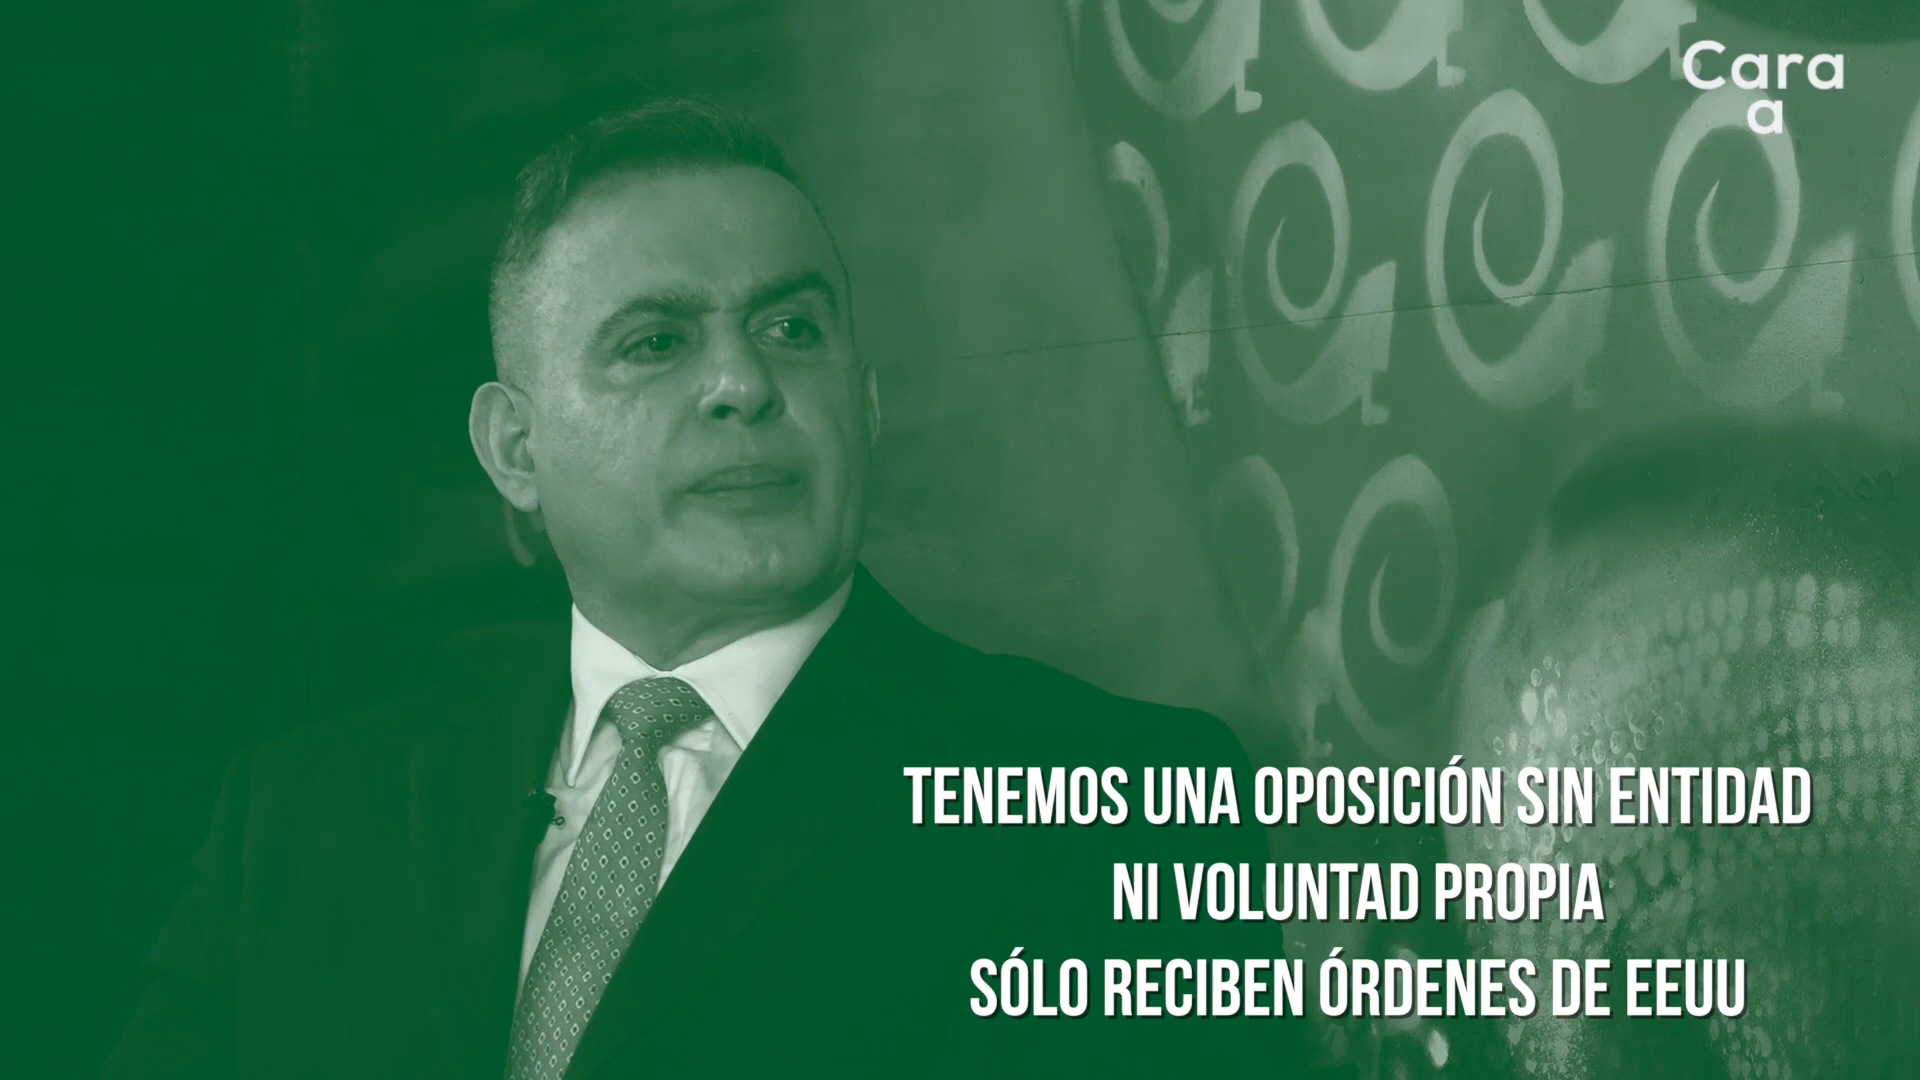 Cara
a
TENEMOS UNA OPOSICIÓN SIN ENTIDAD
NI VOLUNTAD PROPIA
SÓLO RECIBEN ÓRDENES DE EEUU